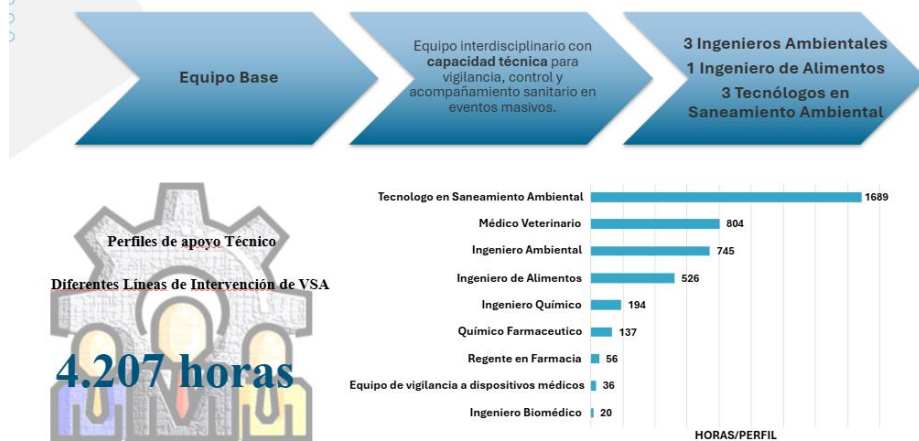 Equipo Base
Equipo interdisciplinario con
capacidad técnica para
vigilancia, control y
acompañamiento sanitario en
eventos masivos.
3 Ingenieros Ambientales
1 Ingeniero de Alimentos
3 Tecnólogos en
Saneamiento Ambiental
Perfiles de apoyo Técnico
Diferentes Líneas de Intervención de VSA
4.207 horas
Tecnologo en Saneamiento Ambiental 1689
Médico Veterinario 804
Ingeniero Ambiental 745
Ingeniero de Alimentos 526
Ingeniero Químico 194
Químico Farmaceutico 137
Regente en Farmacia 56
Equipo de vigilancia a dispositivos médicos 36
Ingeniero Biomédico 20
HORAS/PERFIL